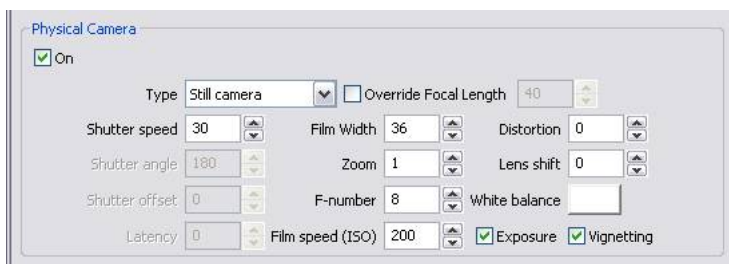 Physical Camera
On
Type Still camera Override Focal Length 40
Shutter speed 30 Film Width 36 Distortion 0
Shutter angle 180 Zoom 1 Lens shift 0
Shutter offset 0 F-number 8 White balance
Latency 0 Film speed (ISO) 200 Exposure Vignetting